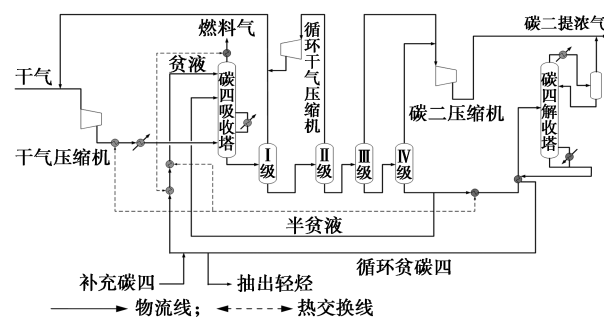 燃料气
碳二提浓气
循环干气压缩机
干气
贫液
碳四吸收塔
碳四解收塔
碳二压缩机
干气压缩机
Ⅰ级
Ⅱ级
Ⅲ级
Ⅳ级
半贫液
循环贫碳四
补充碳四
抽出轻烃
物流线；
热交换线